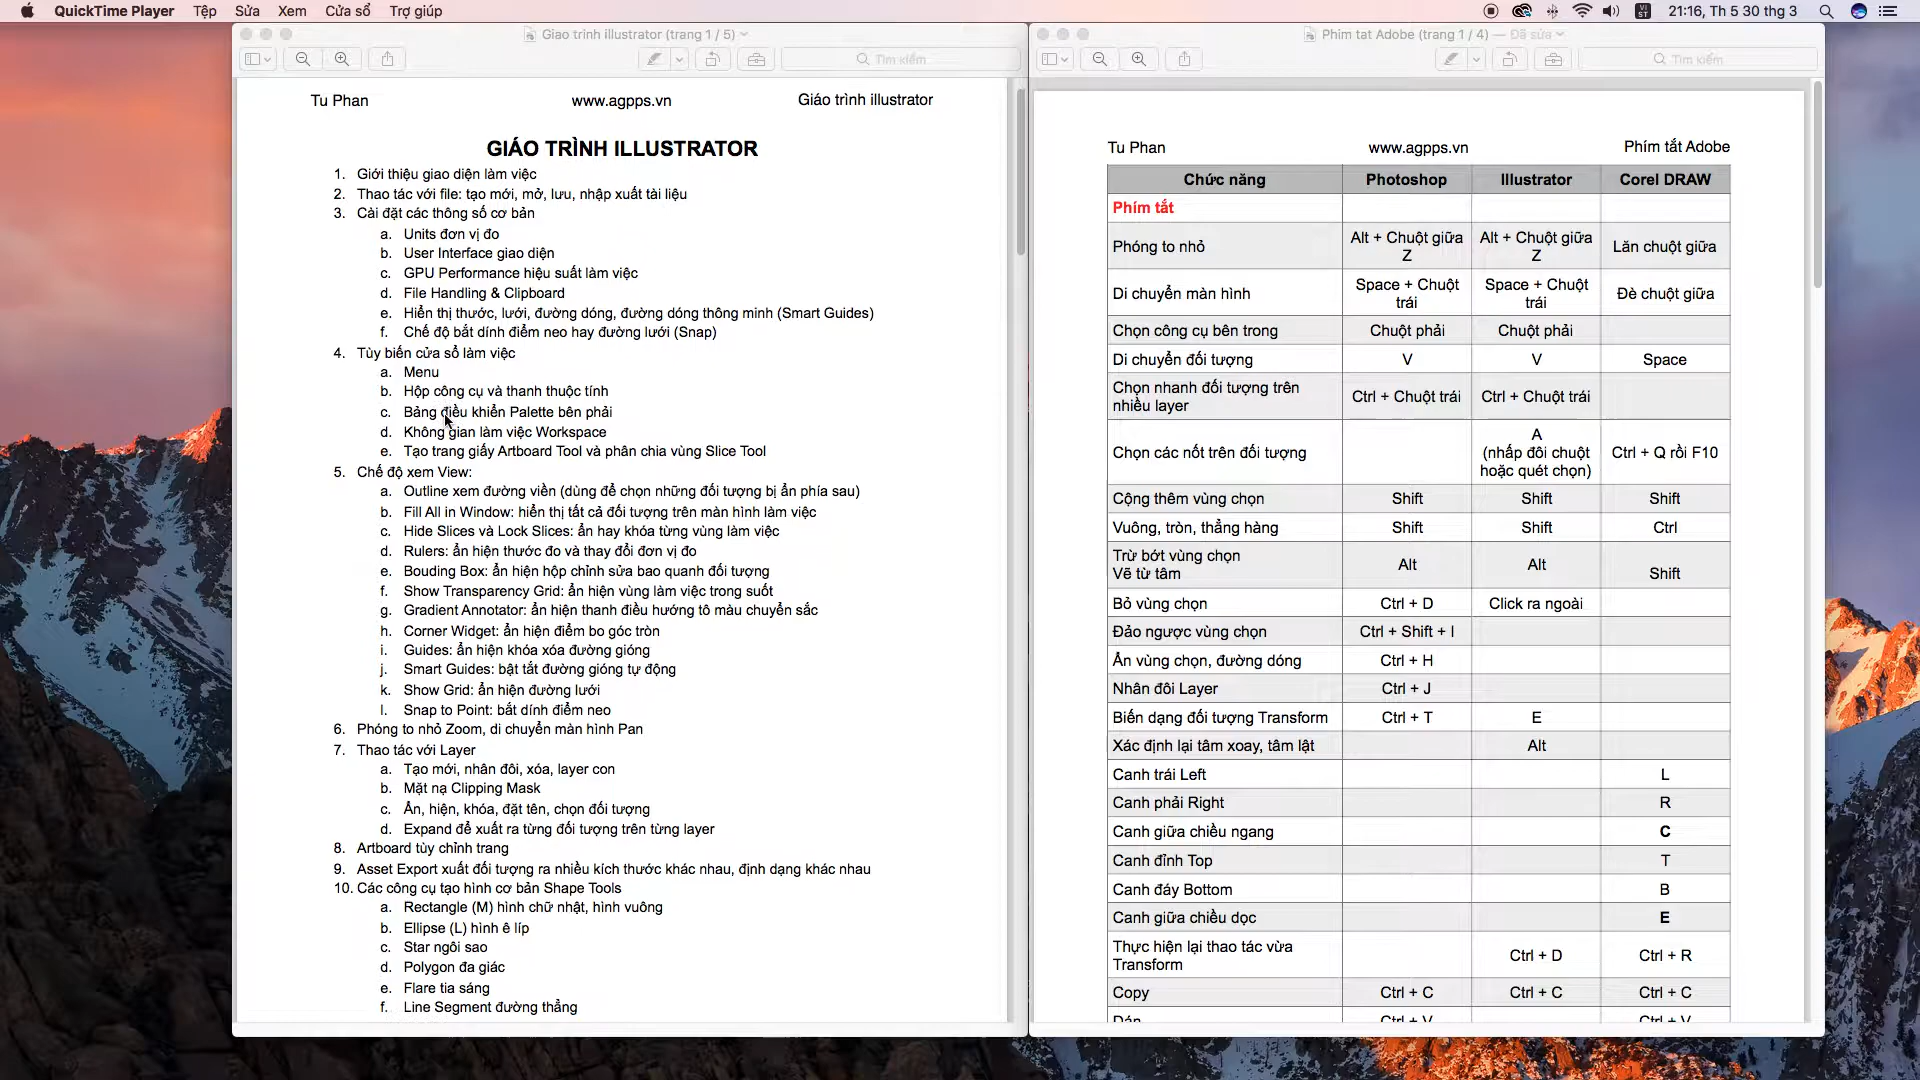 QuickTime Player Tệp Sửa Xem Cửa sổ Trợ giúp
VI ST 21:16, Th 5 30 thg 3
Giao trinh illustrator (trang 1 / 5)
Tìm kiếm
Tu Phan www.agpps.vn Giáo trình illustrator
GIÁO TRÌNH ILLUSTRATOR
1. Giới thiệu giao diện làm việc
2. Thao tác với file: tạo mới, mở, lưu, nhập xuất tài liệu
3. Cài đặt các thông số cơ bản
a. Units đơn vị đo
b. User Interface giao diện
c. GPU Performance hiệu suất làm việc
d. File Handling & Clipboard
e. Hiển thị thước, lưới, đường dóng, đường dóng thông minh (Smart Guides)
f. Chế độ bắt dính điểm neo hay đường lưới (Snap)
4. Tùy biến cửa sổ làm việc
a. Menu
b. Hộp công cụ và thanh thuộc tính
c. Bảng điều khiển Palette bên phải
d. Không gian làm việc Workspace
e. Tạo trang giấy Artboard Tool và phân chia vùng Slice Tool
5. Chế độ xem View:
a. Outline xem đường viền (dùng để chọn những đối tượng bị ẩn phía sau)
b. Fill All in Window: hiển thị tất cả đối tượng trên màn hình làm việc
c. Hide Slices và Lock Slices: ẩn hay khóa từng vùng làm việc
d. Rulers: ẩn hiện thước đo và thay đổi đơn vị đo
e. Bouding Box: ẩn hiện hộp chỉnh sửa bao quanh đối tượng
f. Show Transparency Grid: ẩn hiện vùng làm việc trong suốt
g. Gradient Annotator: ẩn hiện thanh điều hướng tô màu chuyển sắc
h. Corner Widget: ẩn hiện điểm bo góc tròn
i. Guides: ẩn hiện khóa xóa đường gióng
j. Smart Guides: bật tắt đường gióng tự động
k. Show Grid: ẩn hiện đường lưới
l. Snap to Point: bắt dính điểm neo
6. Phóng to nhỏ Zoom, di chuyển màn hình Pan
7. Thao tác với Layer
a. Tạo mới, nhân đôi, xóa, layer con
b. Mặt nạ Clipping Mask
c. Ẩn, hiện, khóa, đặt tên, chọn đối tượng
d. Expand để xuất ra từng đối tượng trên từng layer
8. Artboard tùy chỉnh trang
9. Asset Export xuất đối tượng ra nhiều kích thước khác nhau, định dạng khác nhau
10. Các công cụ tạo hình cơ bản Shape Tools
a. Rectangle (M) hình chữ nhật, hình vuông
b. Ellipse (L) hình ê líp
c. Star ngôi sao
d. Polygon đa giác
e. Flare tia sáng
f. Line Segment đường thẳng
Phim tat Adobe (trang 1 / 4) — Đã sửa
Tìm kiếm
Tu Phan www.agpps.vn Phím tắt Adobe
Chức năng Photoshop Illustrator Corel DRAW
Phím tắt
Phóng to nhỏ Alt + Chuột giữa Z Alt + Chuột giữa Z Lăn chuột giữa
Di chuyển màn hình Space + Chuột trái Space + Chuột trái Đè chuột giữa
Chọn công cụ bên trong Chuột phải Chuột phải
Di chuyển đối tượng V V Space
Chọn nhanh đối tượng trên nhiều layer Ctrl + Chuột trái Ctrl + Chuột trái
Chọn các nốt trên đối tượng A (nhấp đôi chuột hoặc quét chọn) Ctrl + Q rồi F10
Cộng thêm vùng chọn Shift Shift Shift
Vuông, tròn, thẳng hàng Shift Shift Ctrl
Trừ bớt vùng chọn Vẽ từ tâm Alt Alt Shift
Bỏ vùng chọn Ctrl + D Click ra ngoài
Đảo ngược vùng chọn Ctrl + Shift + I
Ẩn vùng chọn, đường dóng Ctrl + H
Nhân đôi Layer Ctrl + J
Biến dạng đối tượng Transform Ctrl + T E
Xác định lại tâm xoay, tâm lật Alt
Canh trái Left L
Canh phải Right R
Canh giữa chiều ngang C
Canh đỉnh Top T
Canh đáy Bottom B
Canh giữa chiều dọc E
Thực hiện lại thao tác vừa Transform Ctrl + D Ctrl + R
Copy Ctrl + C Ctrl + C Ctrl + C
Dán Ctrl + V Ctrl + V Ctrl + V